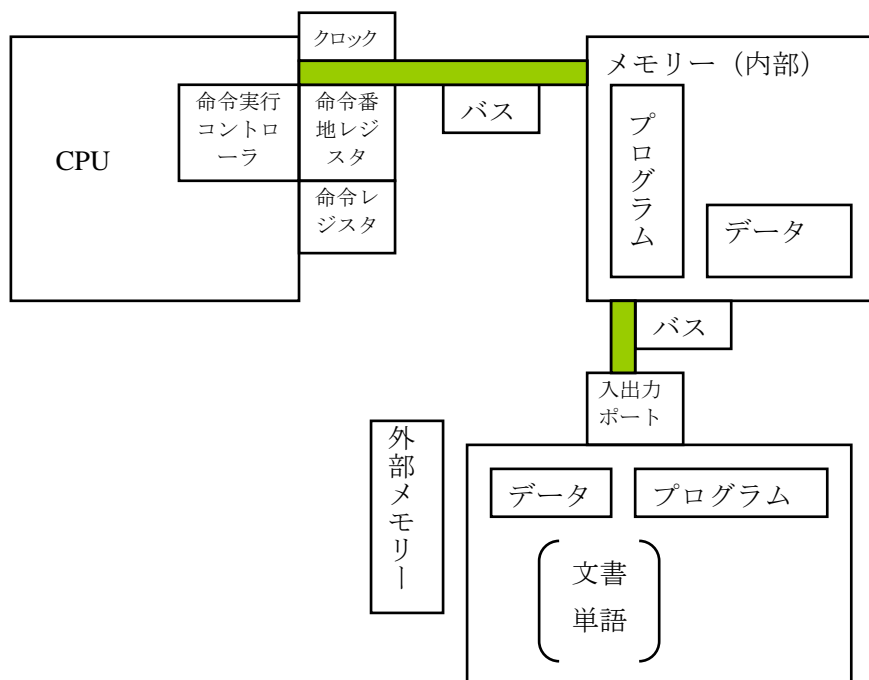 クロック
CPU
命令実行
コントロ
ーラ
命令番
地レジ
スタ
命令レ
ジスタ
バス
メモリー（内部）
プログラム
データ
バス
入出力
ポート
外部メモリー
データ
プログラム
文書
単語